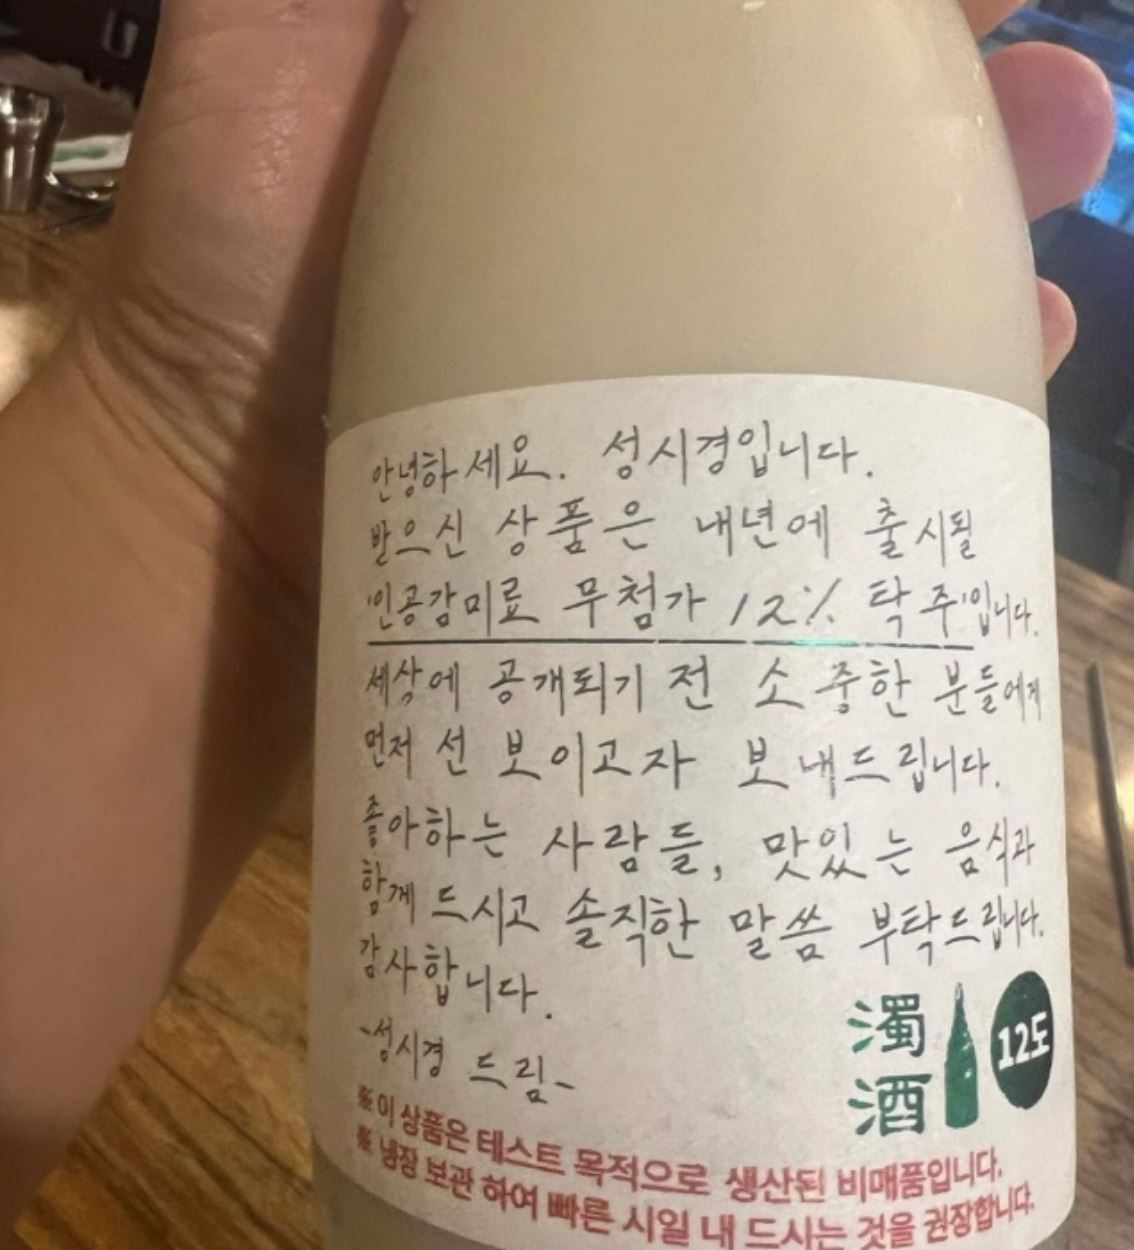 안녕하세요. 성시경입니다.
받으신 상품은 내년에 출시될
'인공감미료 무첨가 12% 탁주'입니다.
세상에 공개되기 전 소중한 분들에게
먼저 선 보이고자 보내드립니다.
좋아하는 사람들, 맛있는 음식과
함께 드시고 솔직한 말씀 부탁드립니다.
감사합니다.
-성시경 드림-
濁酒
12도
※ 이 상품은 테스트 목적으로 생산된 비매품입니다.
※ 냉장 보관 하여 빠른 시일 내 드시는 것을 권장합니다.